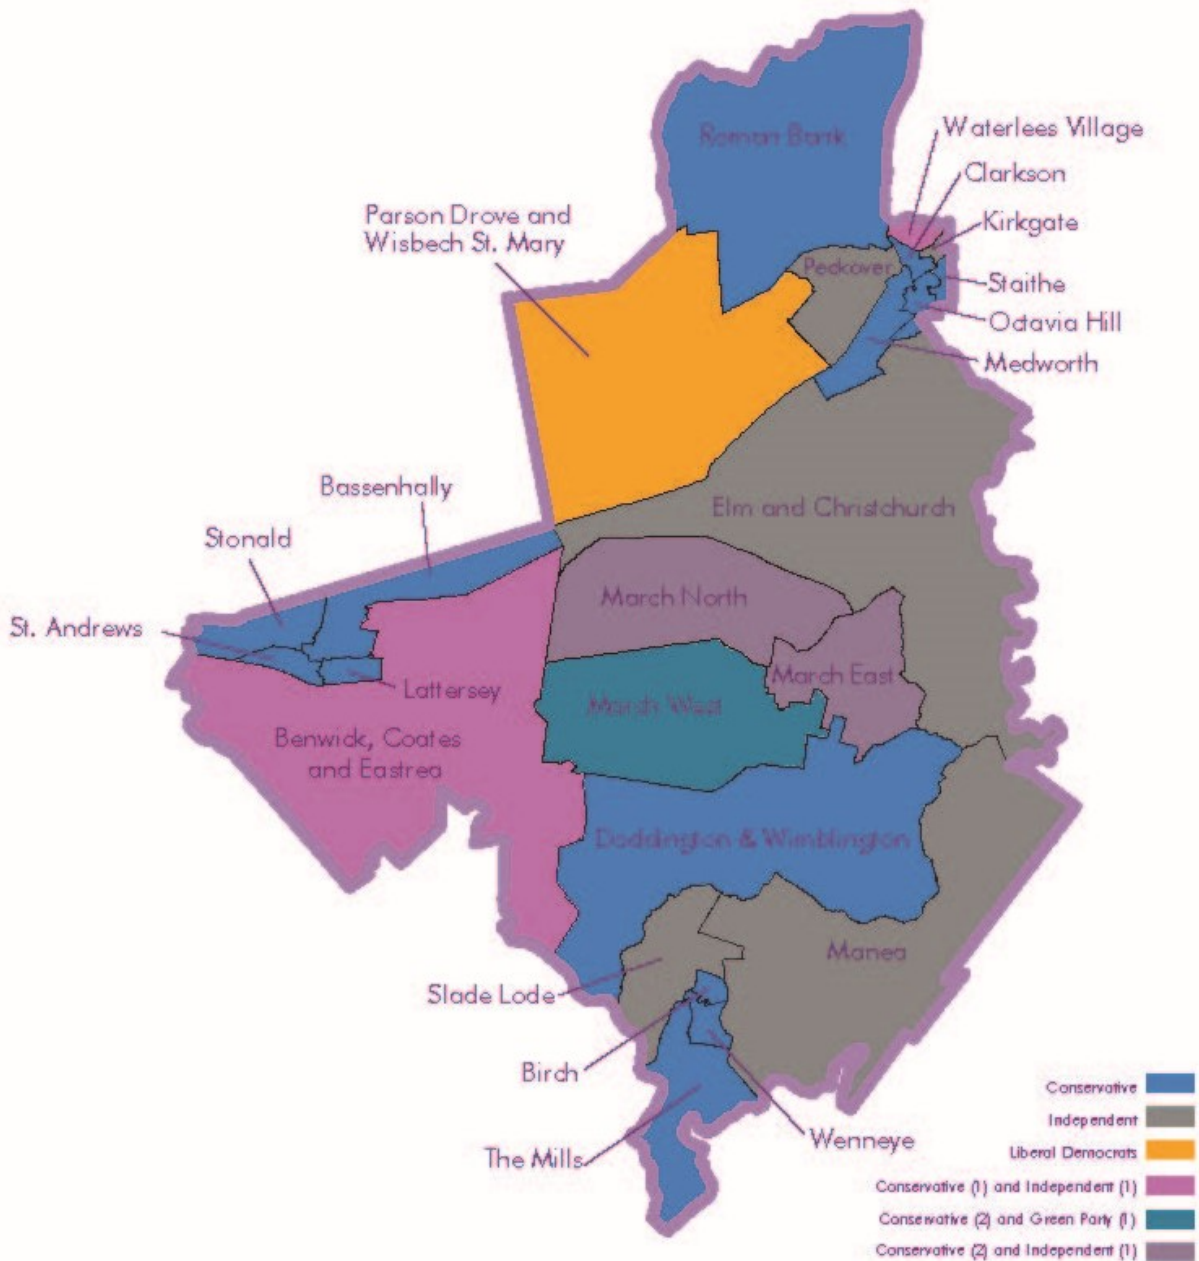 Roman Bank
Waterlees Village
Clarkson
Parson Drove and
Wisbech St. Mary
Kirkgate
Peckover
Staithe
Octavia Hill
Medworth
Bassenhally
Elm and Christchurch
Stonald
March North
St. Andrews
March East
Lattersey
March West
Benwick, Coates
and Eastrea
Doddington & Wimblington
Manea
Slade Lode
Birch
Wenneye
The Mills
Conservative
Independent
Liberal Democrats
Conservative (1) and Independent (1)
Conservative (2) and Green Party (1)
Conservative (2) and Independent (1)